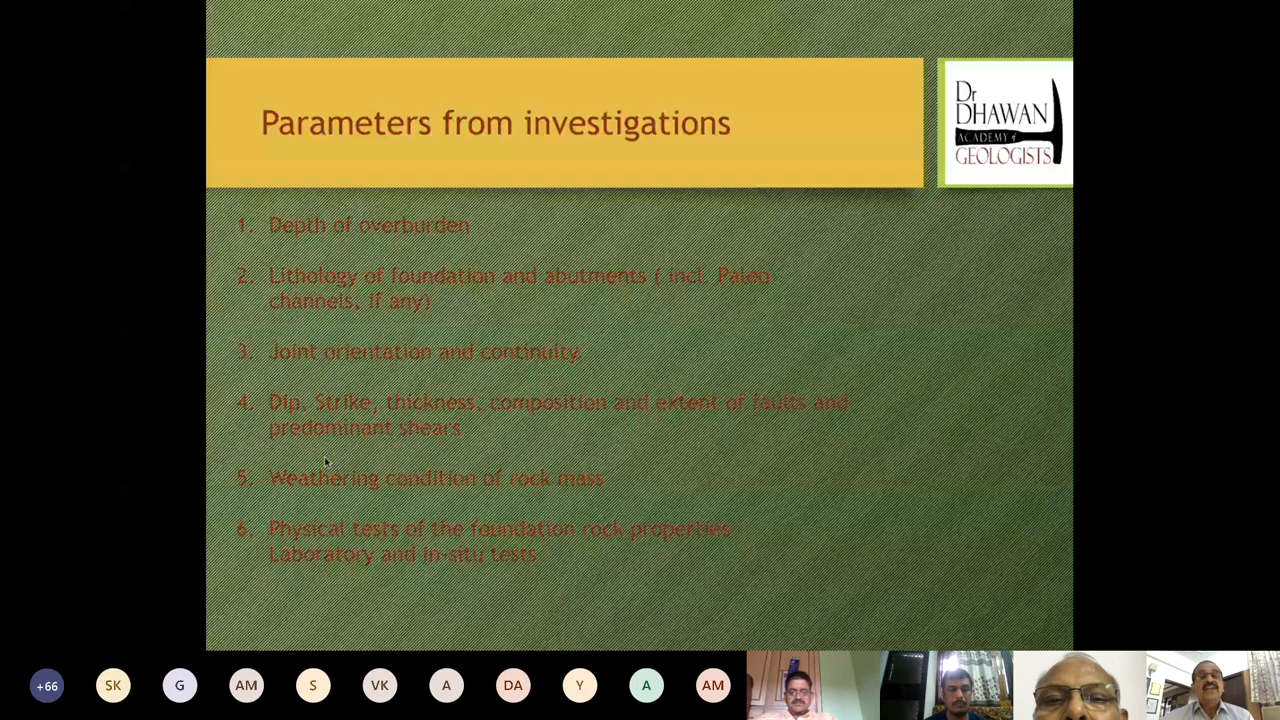 Parameters from investigations
Dr
DHAWAN
ACADEMY of
GEOLOGISTS
1. Depth of overburden
2. Lithology of foundation and abutments ( incl. Paleo
channels, if any)
3. Joint orientation and continuity.
4. Dip, Strike, thickness, composition and extent of faults and
predominant shears
5. Weathering condition of rock mass
6. Physical tests of the foundation rock properties
Laboratory and in-situ tests
+66 SK G AM S VK A DA Y A AM